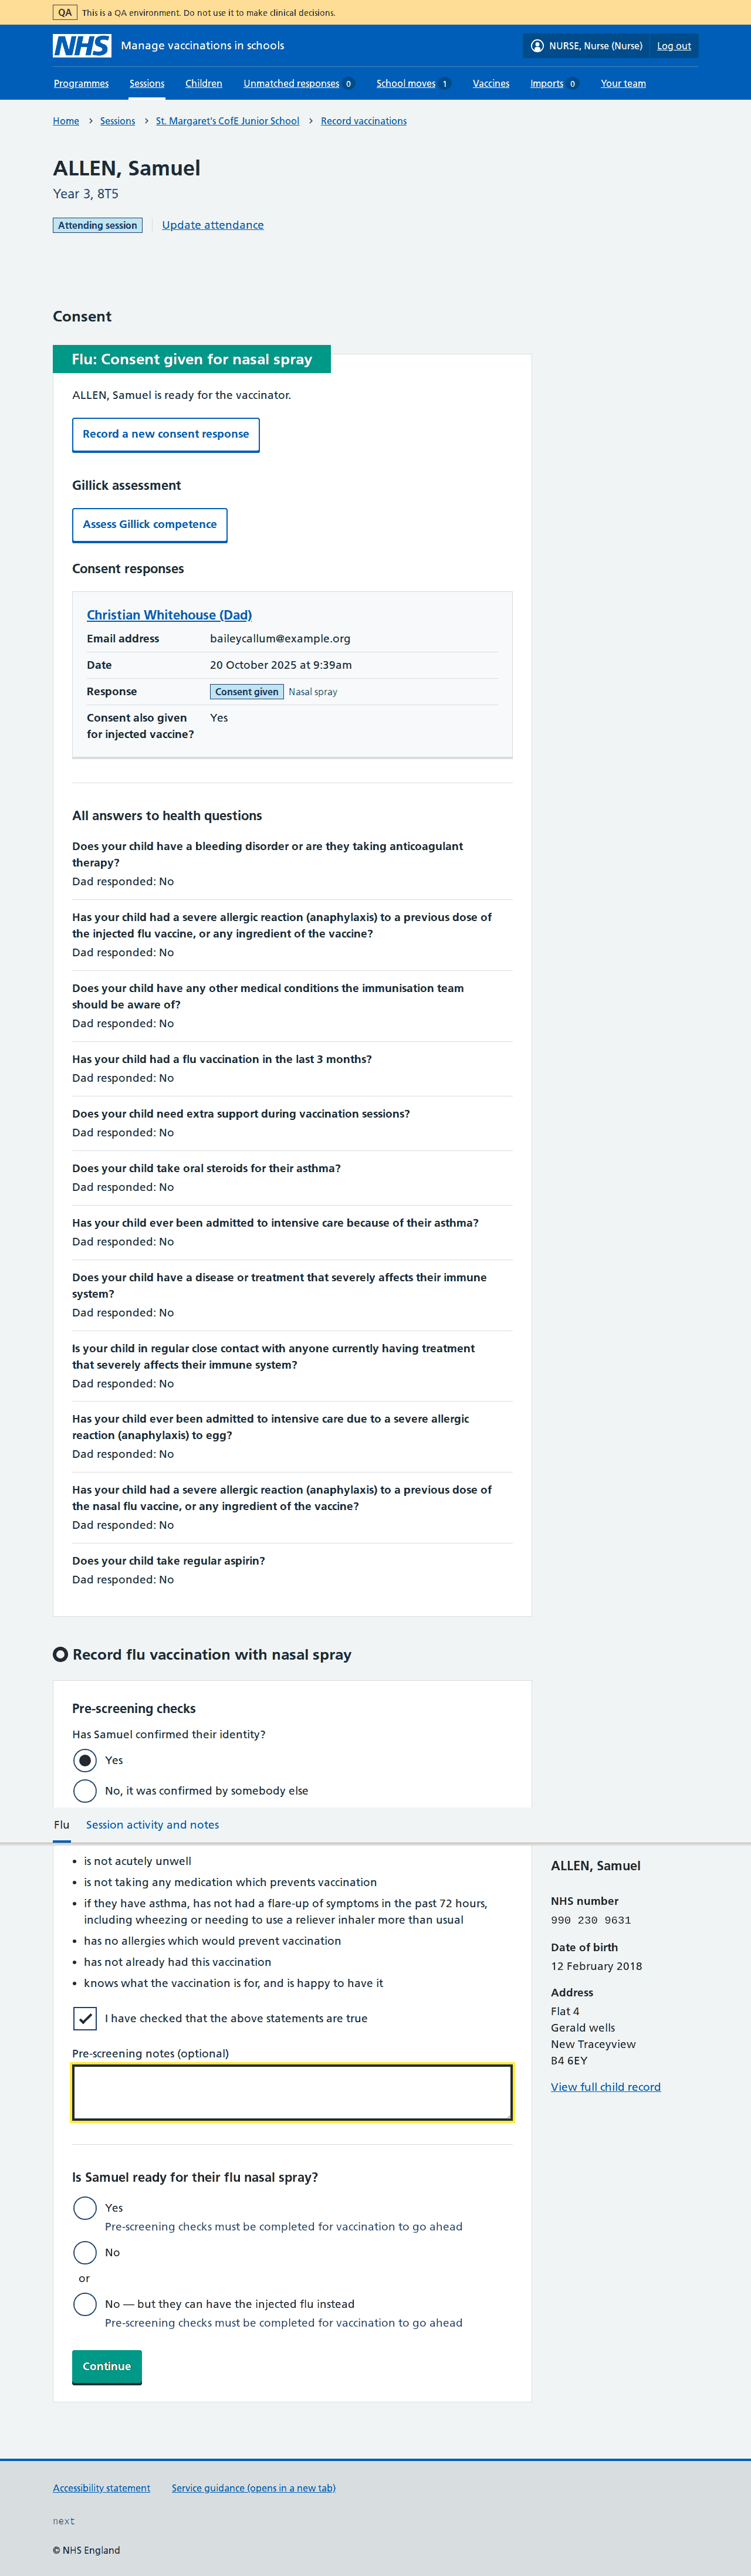 QA This is a QA environment. Do not use it to make clinical decisions.
NHS Manage vaccinations in schools NURSE, Nurse (Nurse) Log out
Programmes Sessions Children Unmatched responses 0 School moves 1 Vaccines Imports 0 Your team
Home > Sessions > St. Margaret's CofE Junior School > Record vaccinations
ALLEN, Samuel
Year 3, 8T5
Attending session Update attendance
Consent
Flu: Consent given for nasal spray
ALLEN, Samuel is ready for the vaccinator.
Record a new consent response
Gillick assessment
Assess Gillick competence
Consent responses
Christian Whitehouse (Dad)
Email address baileycallum@example.org
Date 20 October 2025 at 9:39am
Response Consent given Nasal spray
Consent also given Yes
for injected vaccine?
All answers to health questions
Does your child have a bleeding disorder or are they taking anticoagulant
therapy?
Dad responded: No
Has your child had a severe allergic reaction (anaphylaxis) to a previous dose of
the injected flu vaccine, or any ingredient of the vaccine?
Dad responded: No
Does your child have any other medical conditions the immunisation team
should be aware of?
Dad responded: No
Has your child had a flu vaccination in the last 3 months?
Dad responded: No
Does your child need extra support during vaccination sessions?
Dad responded: No
Does your child take oral steroids for their asthma?
Dad responded: No
Has your child ever been admitted to intensive care because of their asthma?
Dad responded: No
Does your child have a disease or treatment that severely affects their immune
system?
Dad responded: No
Is your child in regular close contact with anyone currently having treatment
that severely affects their immune system?
Dad responded: No
Has your child ever been admitted to intensive care due to a severe allergic
reaction (anaphylaxis) to egg?
Dad responded: No
Has your child had a severe allergic reaction (anaphylaxis) to a previous dose of
the nasal flu vaccine, or any ingredient of the vaccine?
Dad responded: No
Does your child take regular aspirin?
Dad responded: No
Record flu vaccination with nasal spray
Pre-screening checks
Has Samuel confirmed their identity?
Yes
No, it was confirmed by somebody else
Flu Session activity and notes
is not acutely unwell
is not taking any medication which prevents vaccination
if they have asthma, has not had a flare-up of symptoms in the past 72 hours,
including wheezing or needing to use a reliever inhaler more than usual
has no allergies which would prevent vaccination
has not already had this vaccination
knows what the vaccination is for, and is happy to have it
I have checked that the above statements are true
Pre-screening notes (optional)
Is Samuel ready for their flu nasal spray?
Yes
Pre-screening checks must be completed for vaccination to go ahead
No
or
No — but they can have the injected flu instead
Pre-screening checks must be completed for vaccination to go ahead
Continue
ALLEN, Samuel
NHS number
990 230 9631
Date of birth
12 February 2018
Address
Flat 4
Gerald wells
New Traceyview
B4 6EY
View full child record
Accessibility statement Service guidance (opens in a new tab)
next
© NHS England